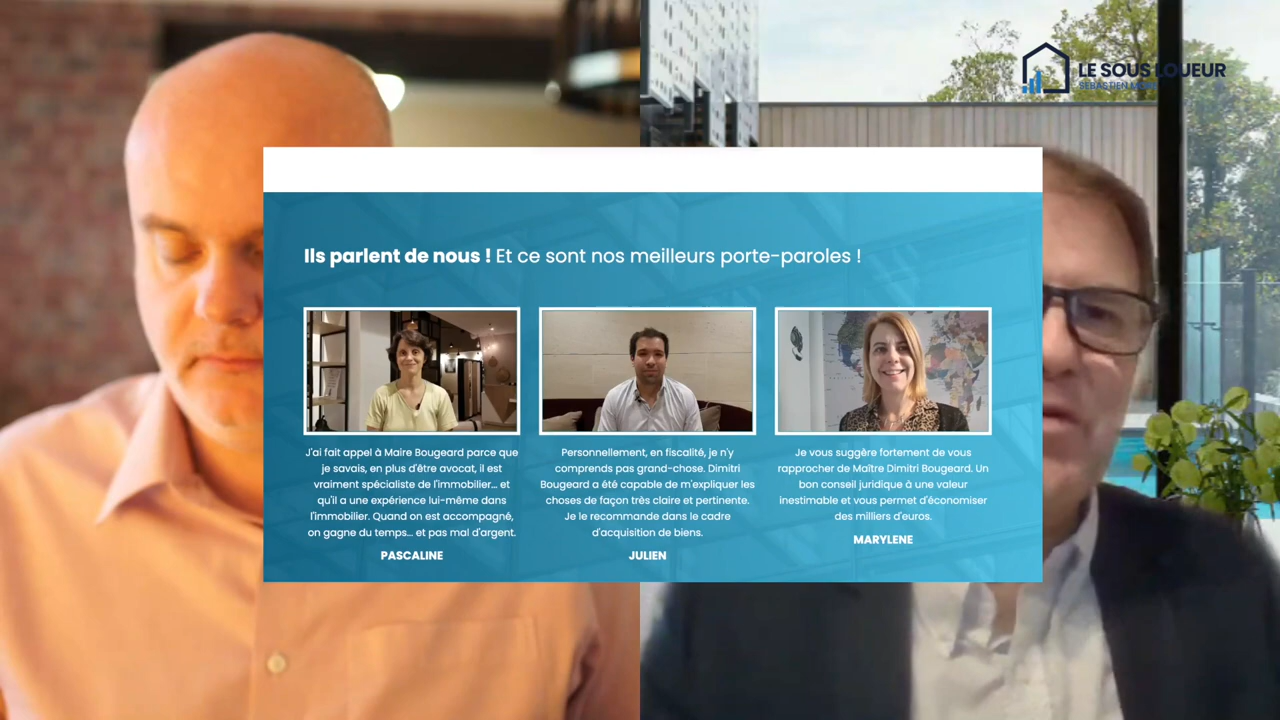 LE SOUS LOUEUR
SÉBASTIEN
Ils parlent de nous ! Et ce sont nos meilleurs porte-paroles !
J'ai fait appel à Maire Bougeard parce que
je savais, en plus d'être avocat, il est
vraiment spécialiste de l'immobilier... et
qu'il a une expérience lui-même dans
l'immobilier. Quand on est accompagné,
on gagne du temps... et pas mal d'argent.
PASCALINE
Personnellement, en fiscalité, je n'y
comprends pas grand-chose. Dimitri
Bougeard a été capable de m'expliquer les
choses de façon très claire et pertinente.
Je le recommande dans le cadre
d'acquisition de biens.
JULIEN
Je vous suggère fortement de vous
rapprocher de Maître Dimitri Bougeard. Un
bon conseil juridique à une valeur
inestimable et vous permet d'économiser
des milliers d'euros.
MARYLENE